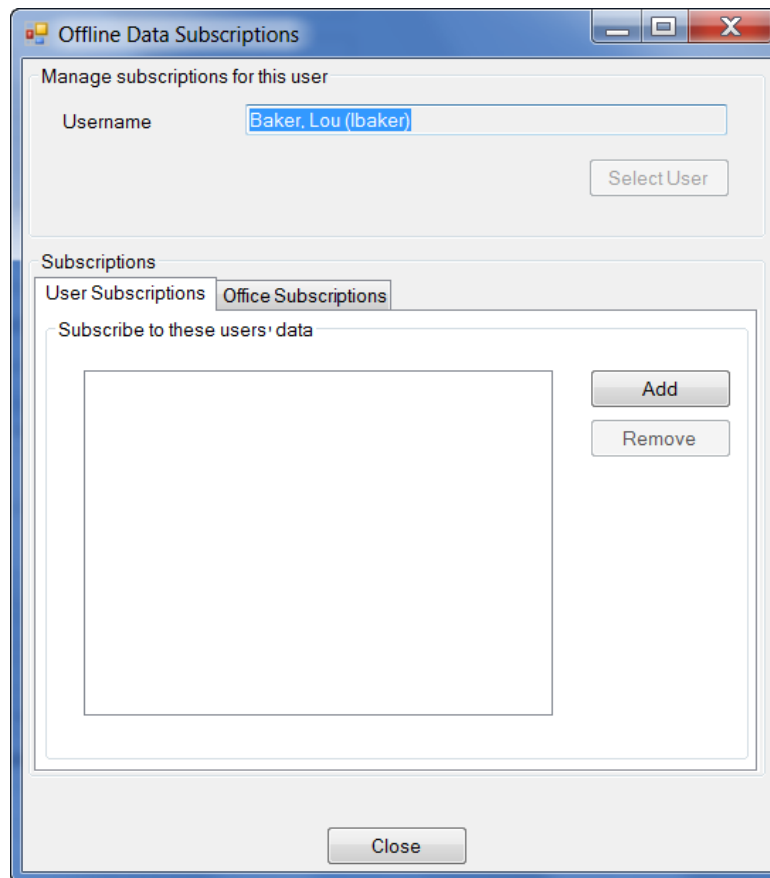 Offline Data Subscriptions
Manage subscriptions for this user
Username Baker, Lou (lbaker)
Select User
Subscriptions
User Subscriptions Office Subscriptions
Subscribe to these users' data
Add
Remove
Close